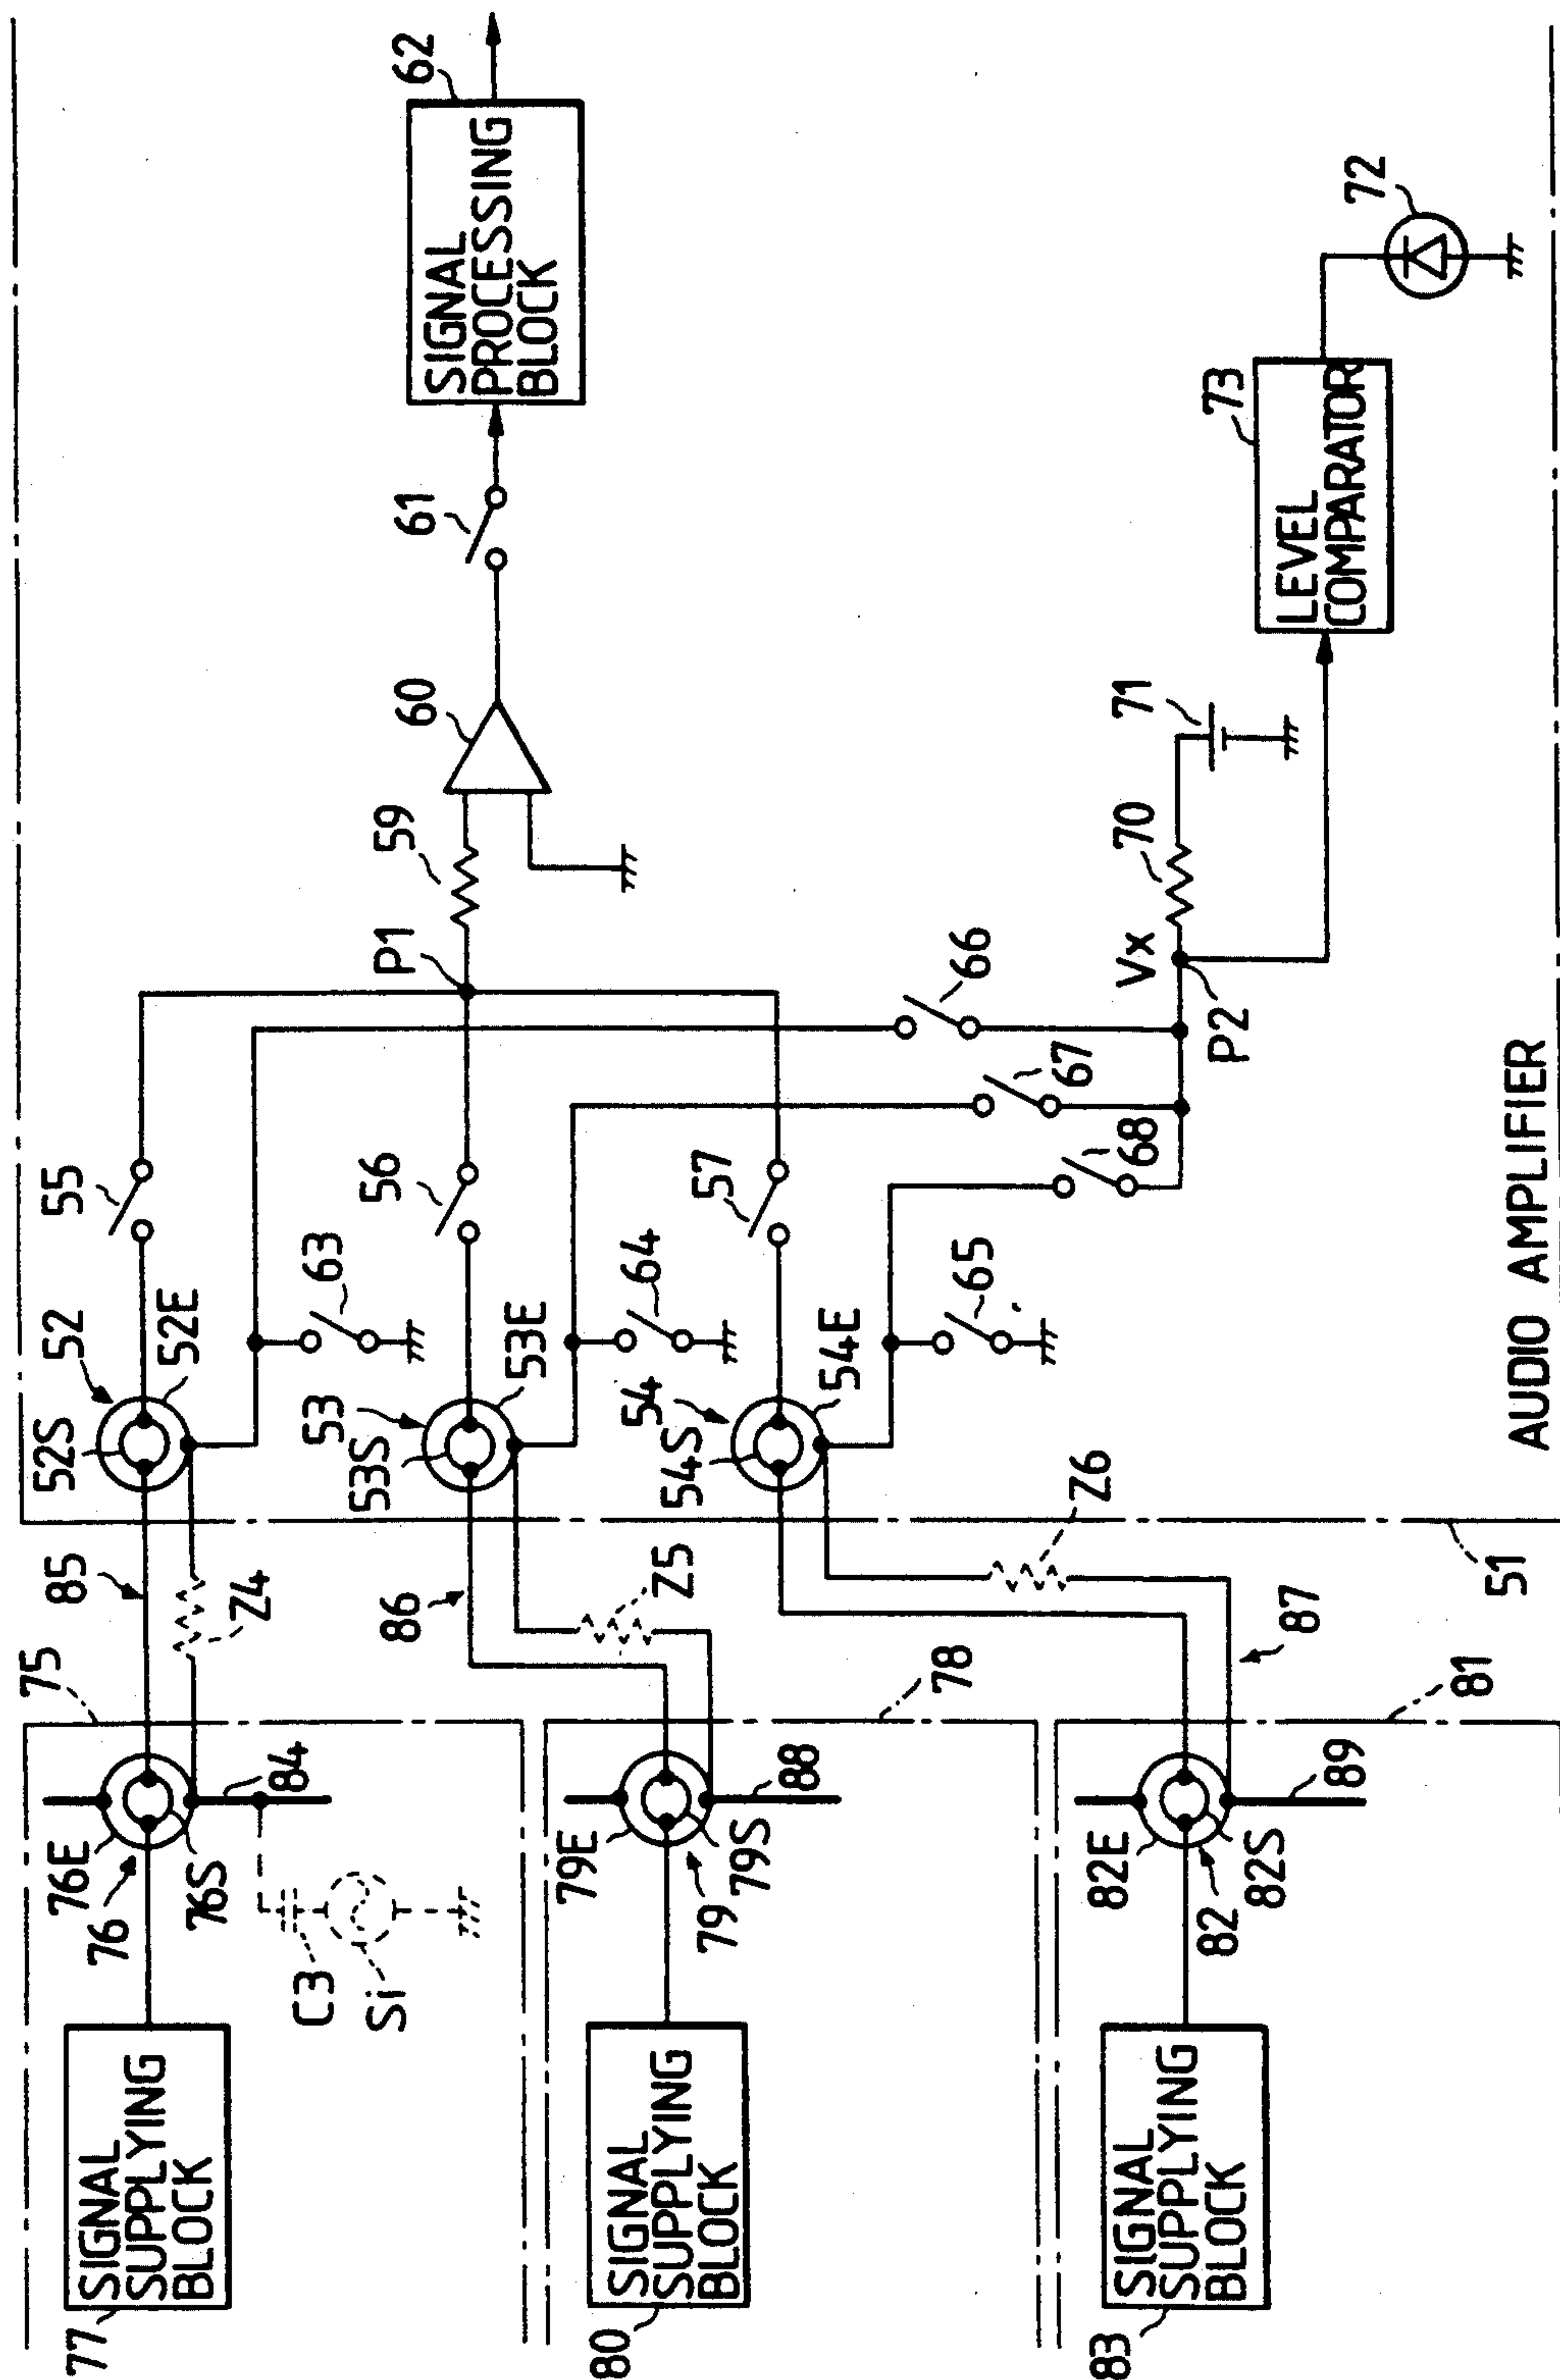 77
SIGNAL
SUPPLYING
BLOCK
76E
76
76S
75
84
C3
Si
85
Z4
52S
52
52E
55
63
80
SIGNAL
SUPPLYING
BLOCK
79E
79
79S
88
78
86
Z5
53S
53
53E
56
64
P1
59
60
61
62
SIGNAL
PROCESSING
BLOCK
83
SIGNAL
SUPPLYING
BLOCK
82E
82
82S
89
81
87
Z6
51
54S
54
54E
57
65
66
67
68
Vx
P2
70
71
73
LEVEL
COMPARATOR
72
AUDIO AMPLIFIER